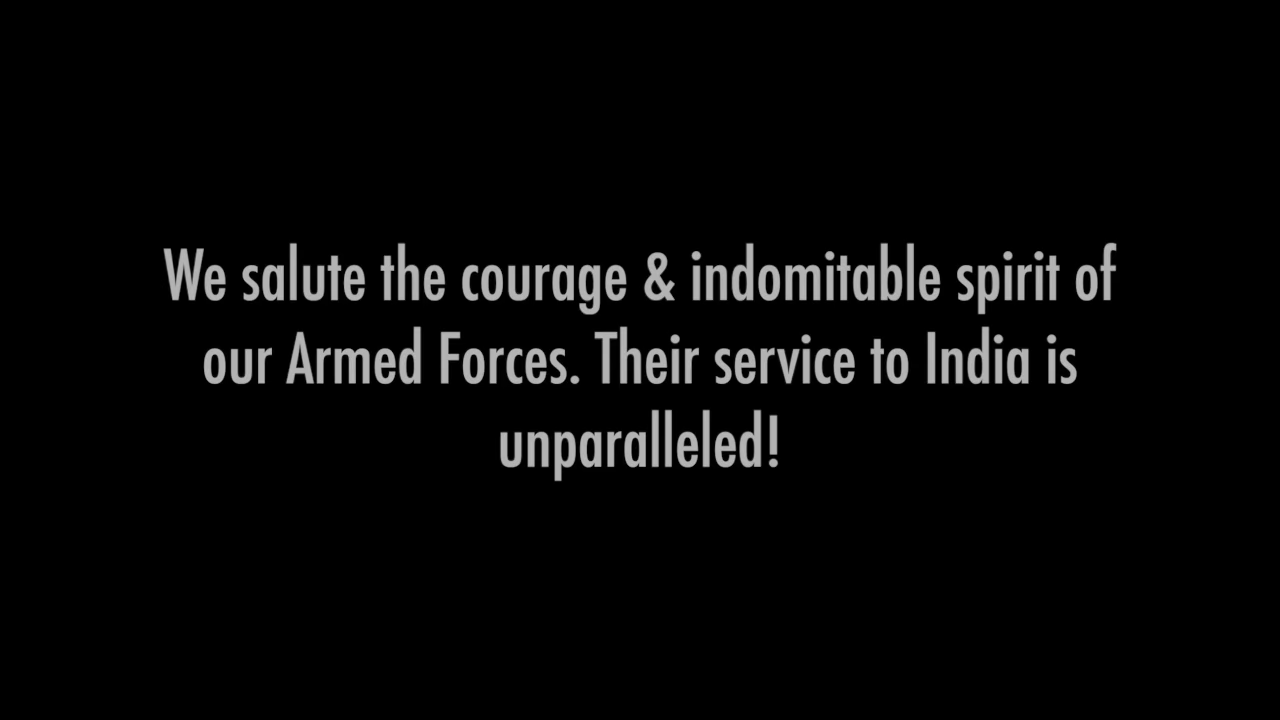 We salute the courage & indomitable spirit of
our Armed Forces. Their service to India is
unparalleled!